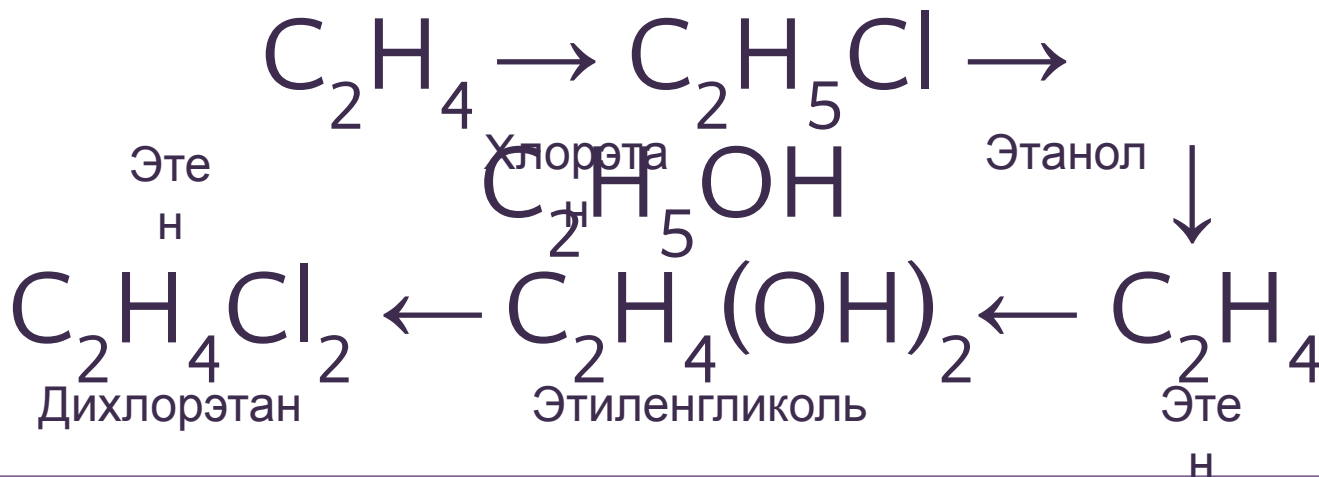 C₂H₄ → C₂H₅Cl →
Эте
н
Хлорэта
н
Этанол
C₂H₅OH
↓
C₂H₄Cl₂ ← C₂H₄(OH)₂ ← C₂H₄
Дихлорэтан
Этиленгликоль
Эте
н